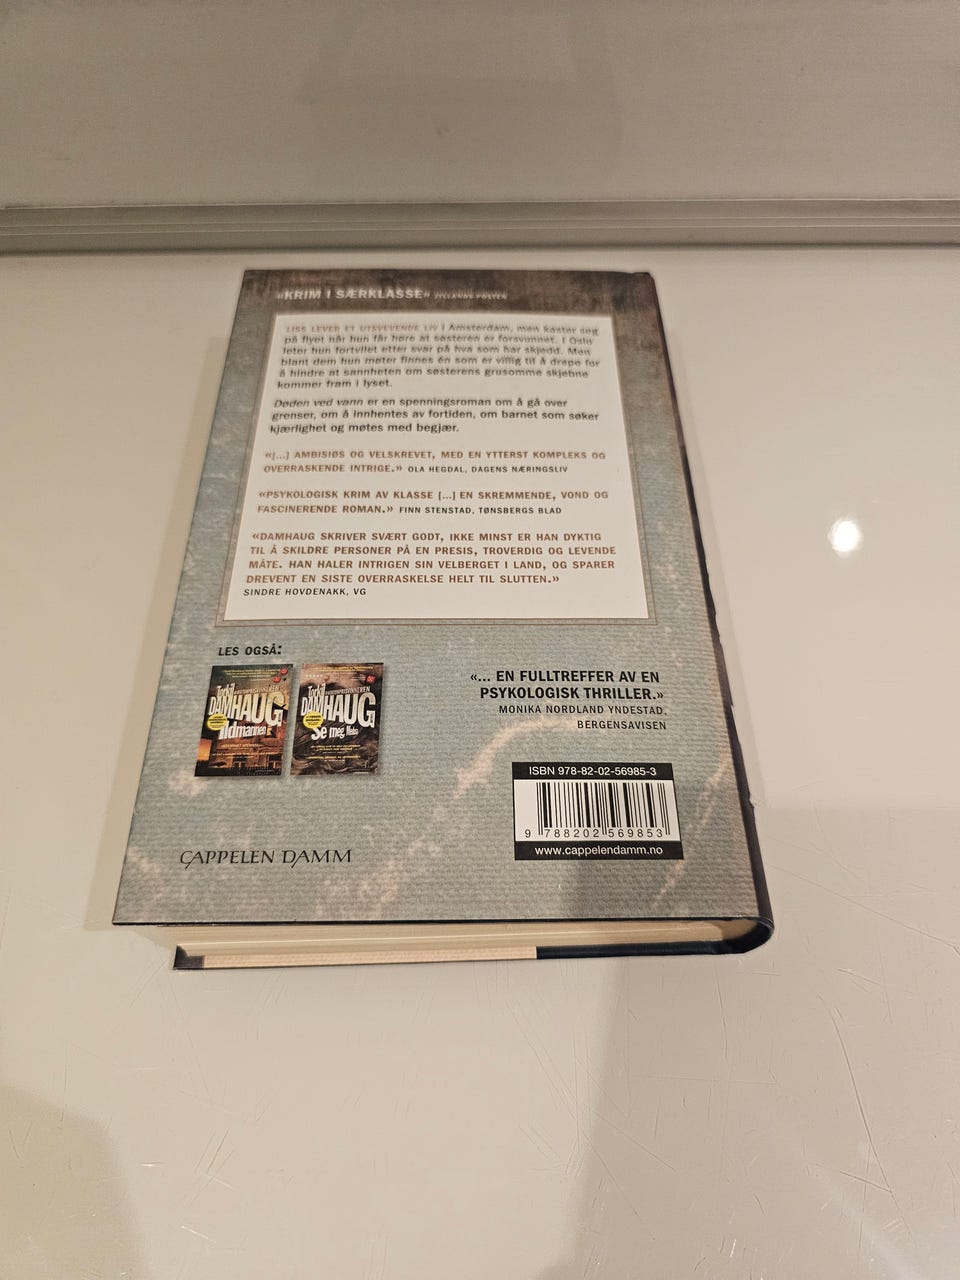 «KRIM I SÆRKLASSE» JYLLANDS-POSTEN
LISS LEVER ET UTSVEVENDE LIV i Amsterdam, men kaster seg
på flyet når hun får høre at søsteren er forsvunnet. I Oslo
leter hun fortvilet etter svar på hva som har skjedd. Men
blant dem hun møter finnes én som er villig til å drepe for
å hindre at sannheten om søsterens grusomme skjebne
kommer fram i lyset.
Døden ved vann er en spenningsroman om å gå over
grenser, om å innhentes av fortiden, om barnet som søker
kjærlighet og møtes med begjær.
«[...] AMBISIØS OG VELSKREVET, MED EN YTTERST KOMPLEKS OG
OVERRASKENDE INTRIGE.» OLA HEGDAL, DAGENS NÆRINGSLIV
«PSYKOLOGISK KRIM AV KLASSE [...] EN SKREMMENDE, VOND OG
FASCINERENDE ROMAN.» FINN STENSTAD, TØNSBERGS BLAD
«DAMHAUG SKRIVER SVÆRT GODT, IKKE MINST ER HAN DYKTIG
TIL Å SKILDRE PERSONER PÅ EN PRESIS, TROVERDIG OG LEVENDE
MÅTE. HAN HALER INTRIGEN SIN VELBERGET I LAND, OG SPARER
DREVENT EN SISTE OVERRASKELSE HELT TIL SLUTTEN.»
SINDRE HOVDENAKK, VG
LES OGSÅ:
Torkil
DAMHAUG
Ildmannen
Torkil
DAMHAUG
Se meg, Medusa
«... EN FULLTREFFER AV EN
PSYKOLOGISK THRILLER.»
MONIKA NORDLAND YNDESTAD,
BERGENSAVISEN
ISBN 978-82-02-56985-3
9 788202 569853
www.cappelendamm.no
CAPPELEN DAMM